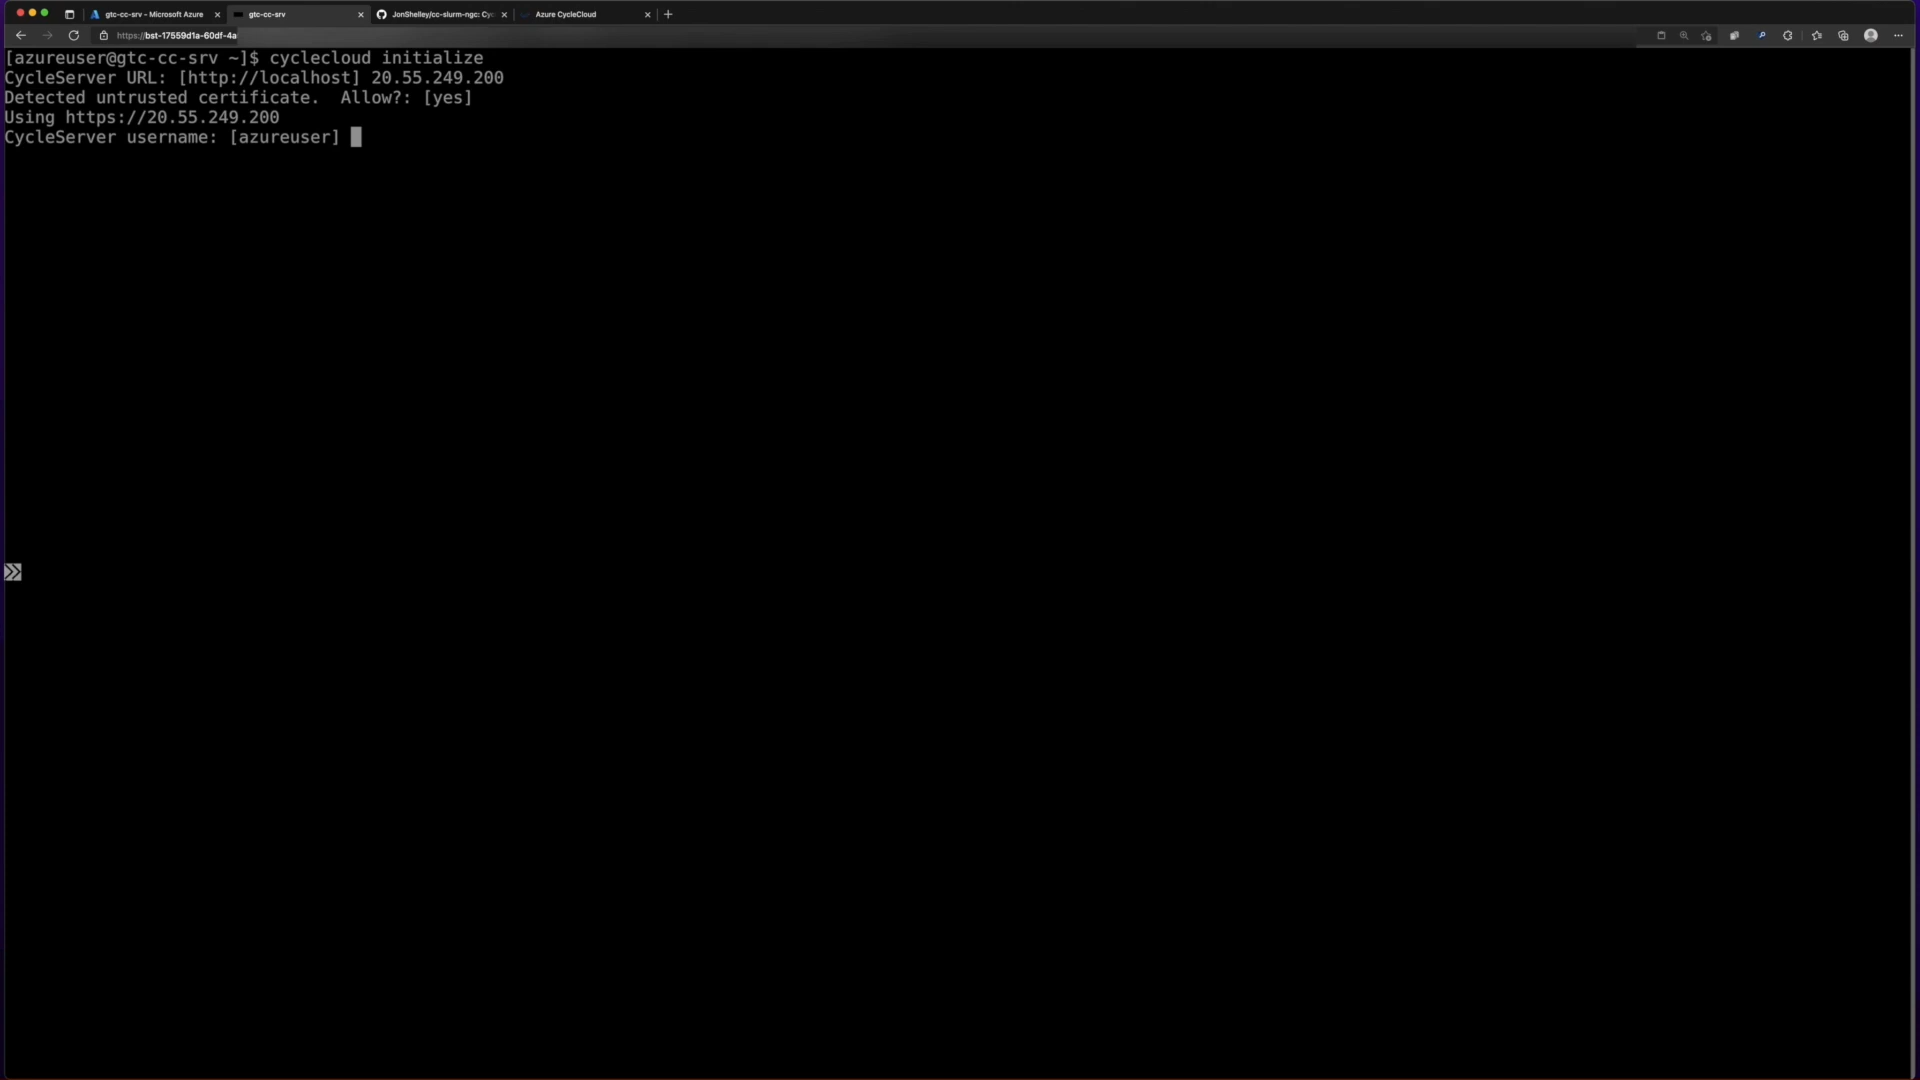 gtc-cc-srv - Microsoft Azure
gtc-cc-srv
JonShelley/cc-slurm-ngc: Cyc
Azure CycleCloud
https://bst-17559d1a-60df-4a
[azureuser@gtc-cc-srv ~]$ cyclecloud initialize
CycleServer URL: [http://localhost] 20.55.249.200
Detected untrusted certificate.  Allow?: [yes]
Using https://20.55.249.200
CycleServer username: [azureuser]